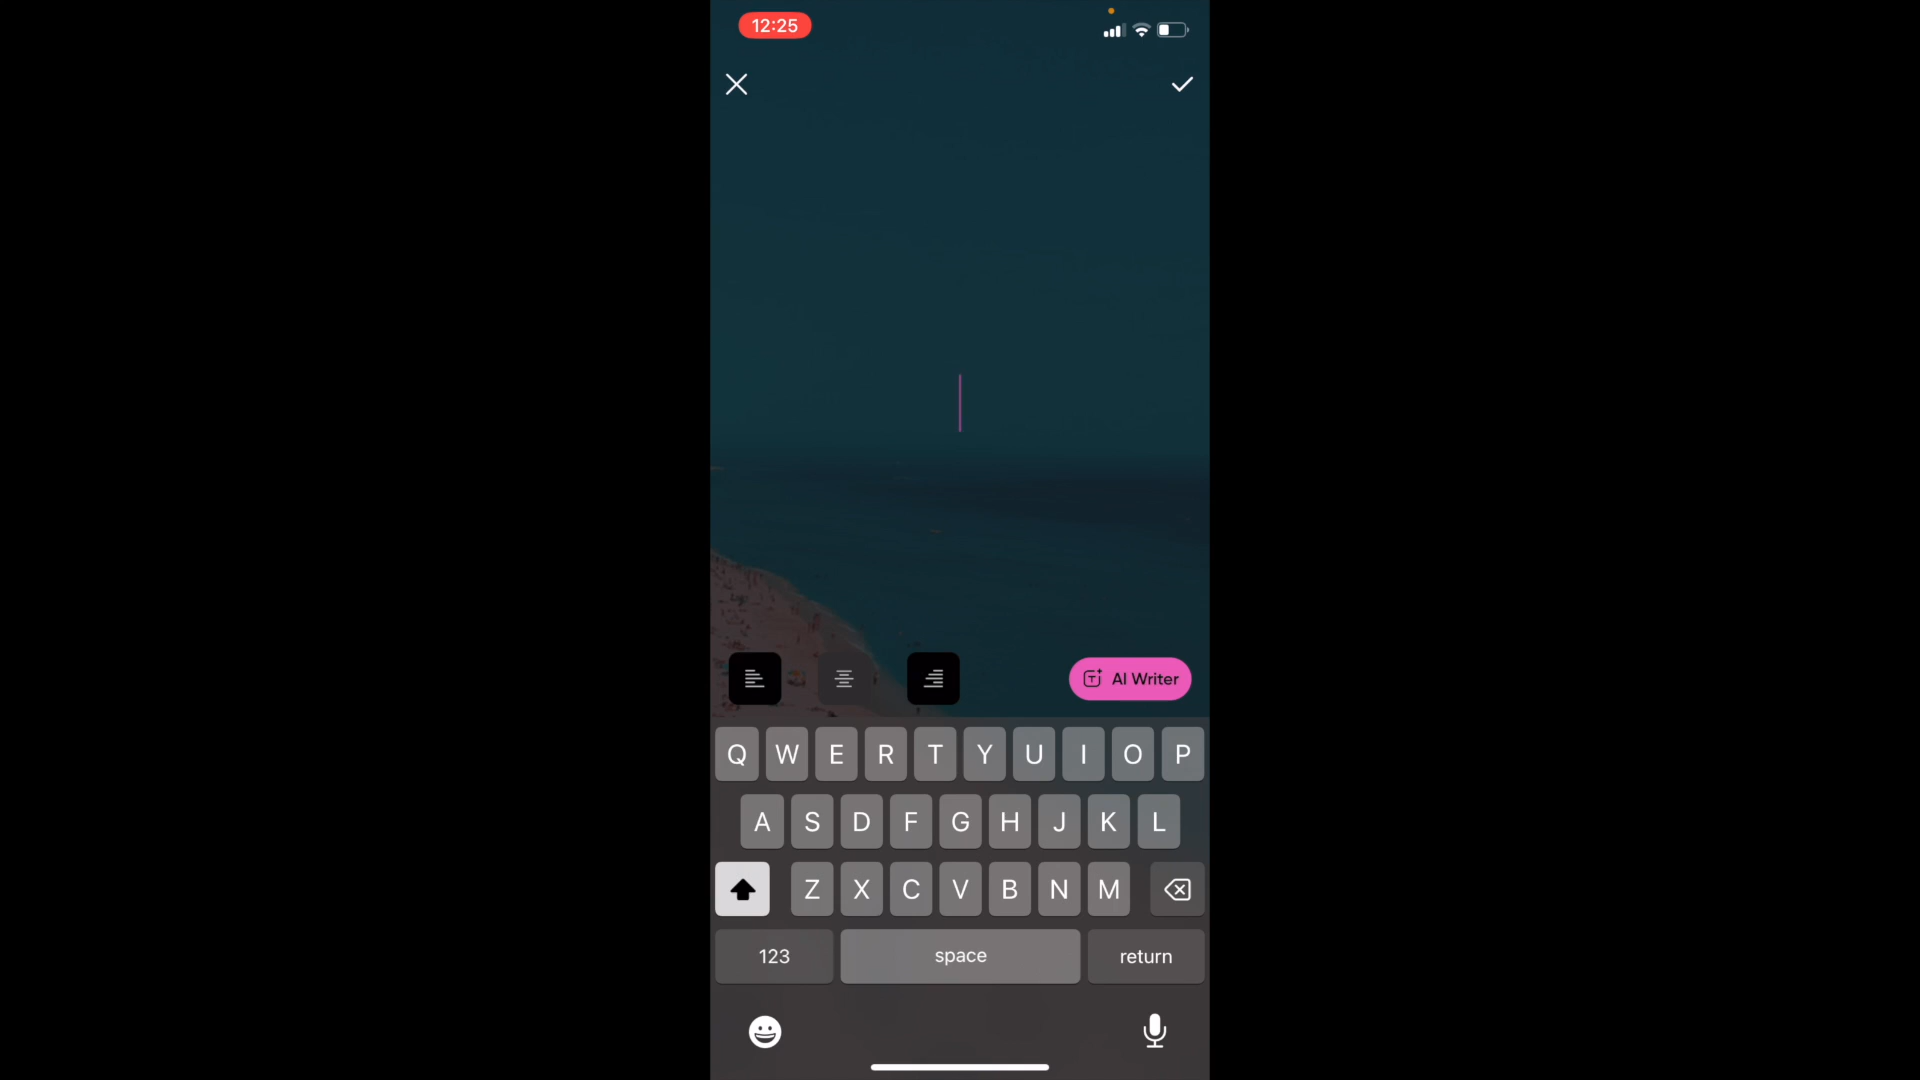 12:25
AI Writer
Q W E R T Y U I O P
A S D F G H J K L
Z X C V B N M
123 space return